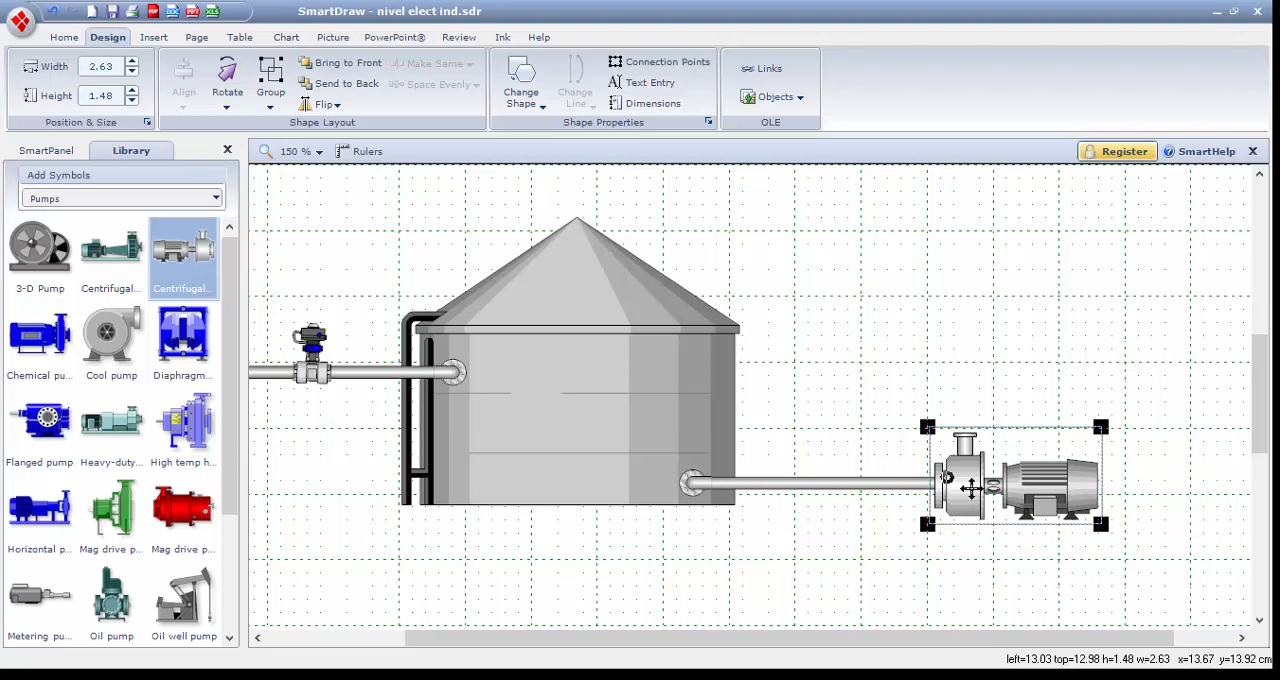 SmartDraw - nivel elect ind.sdr
Home Design Insert Page Table Chart Picture PowerPoint® Review Ink Help
Width 2.63
Height 1.48
Position & Size
Align
Rotate
Group
Bring to Front
Send to Back
Flip
Make Same
Space Evenly
Shape Layout
Change Shape
Change Line
Connection Points
Text Entry
Dimensions
Shape Properties
Links
Objects
OLE
SmartPanel Library
150 % Rulers
Register SmartHelp
Add Symbols
Pumps
3-D Pump Centrifugal... Centrifugal...
Chemical pu... Cool pump Diaphragm...
Flanged pump Heavy-duty... High temp h...
Horizontal p... Mag drive p... Mag drive p...
Metering pu... Oil pump Oil well pump
left=13.03 top=12.98 h=1.48 w=2.63 x=13.67 y=13.92 cm